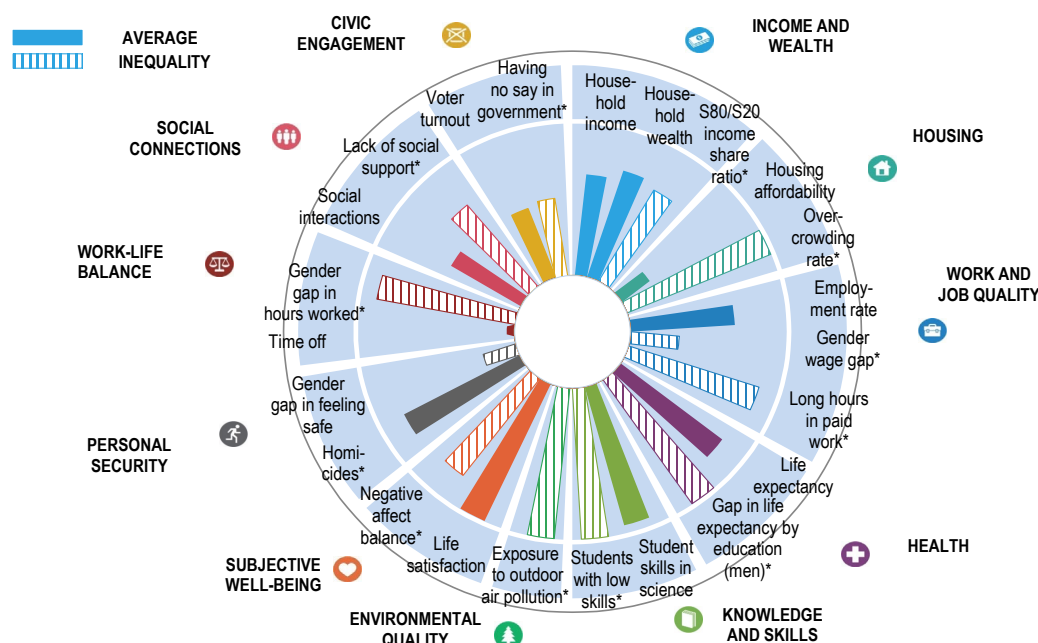 AVERAGE
INEQUALITY
CIVIC
ENGAGEMENT
INCOME AND
WEALTH
HOUSING
WORK AND
JOB QUALITY
HEALTH
KNOWLEDGE
AND SKILLS
ENVIRONMENTAL
QUALITY
SUBJECTIVE
WELL-BEING
PERSONAL
SECURITY
WORK-LIFE
BALANCE
SOCIAL
CONNECTIONS
House-
hold
income
House-
hold
wealth
S80/S20
income
share
ratio*
Housing
affordability
Over-
crowding
rate*
Employ-
ment rate
Gender
wage gap*
Long hours
in paid
work*
Life
expectancy
Gap in life
expectancy by
education
(men)*
Student
skills in
science
Students
with low
skills*
Exposure
to outdoor
air pollution*
Life
satisfaction
Negative
affect
balance*
Homi-
cides*
Gender
gap in feeling
safe
Time off
Gender
gap in
hours worked*
Social
interactions
Lack of social
support*
Voter
turnout
Having
no say in
government*